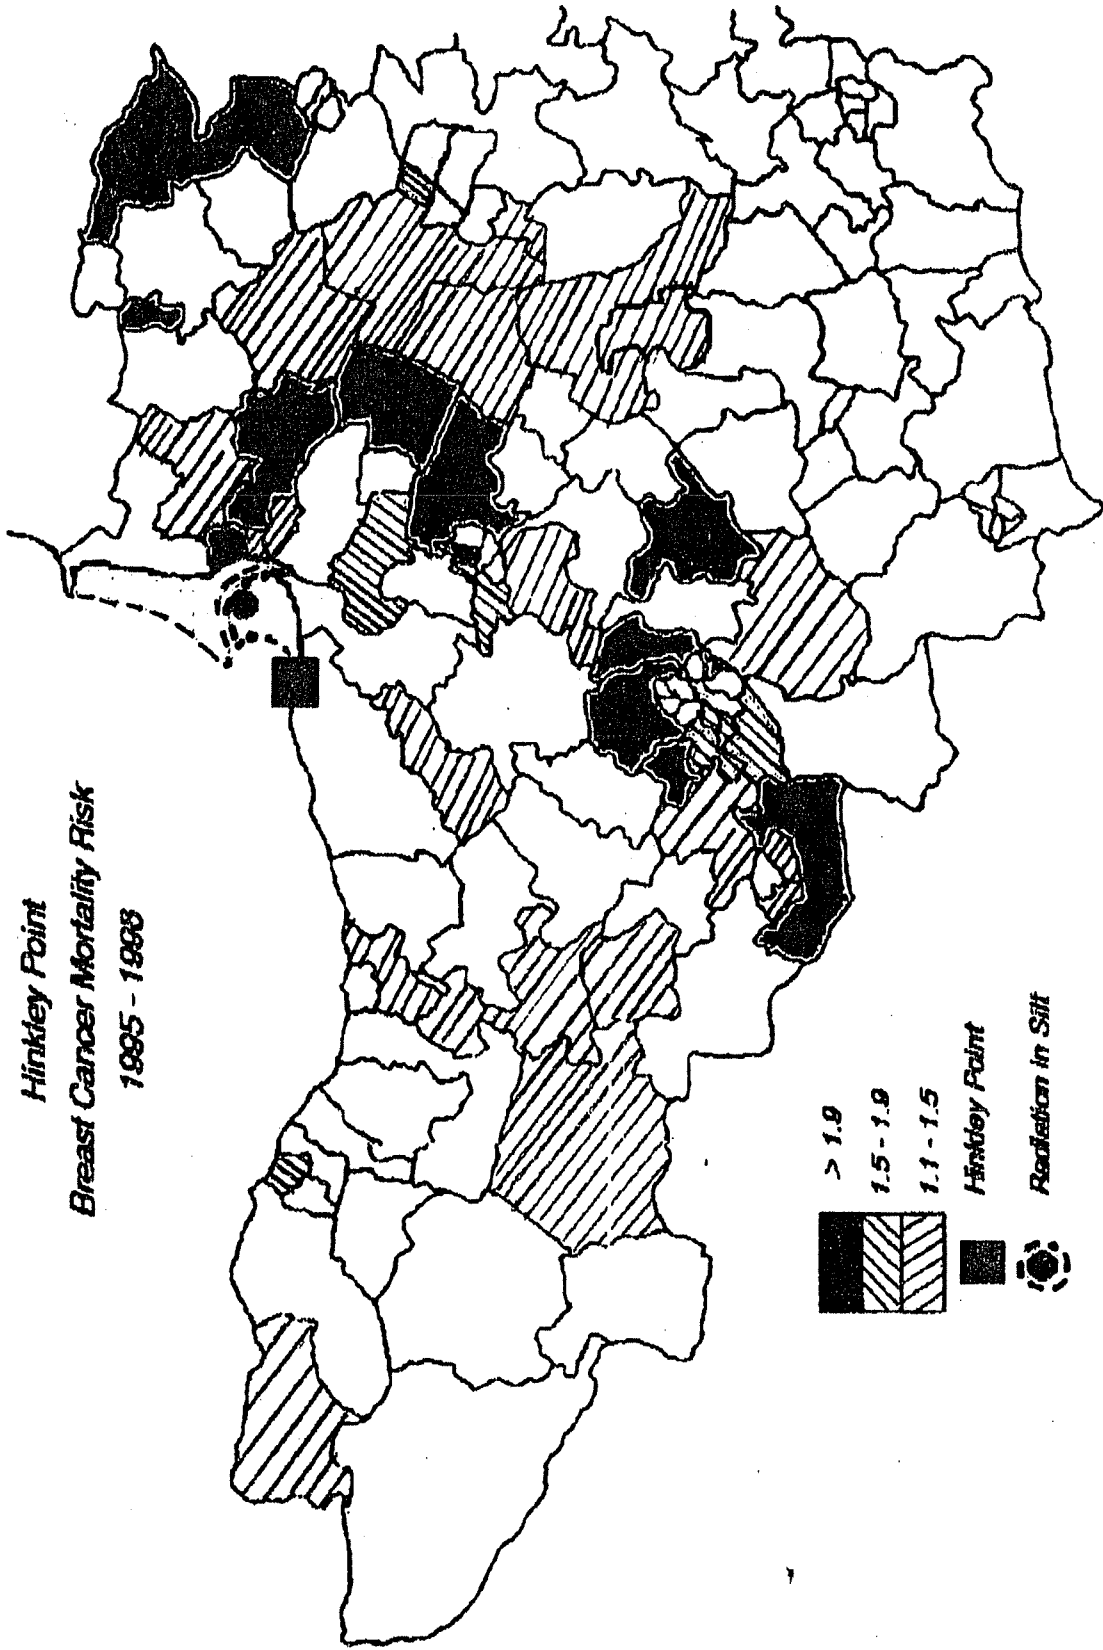 Hinkley Point
Breast Cancer Mortality Risk
1995 - 1998
> 1.9
1.5 - 1.9
1.1 - 1.5
Hinkley Point
Radiation in Silt